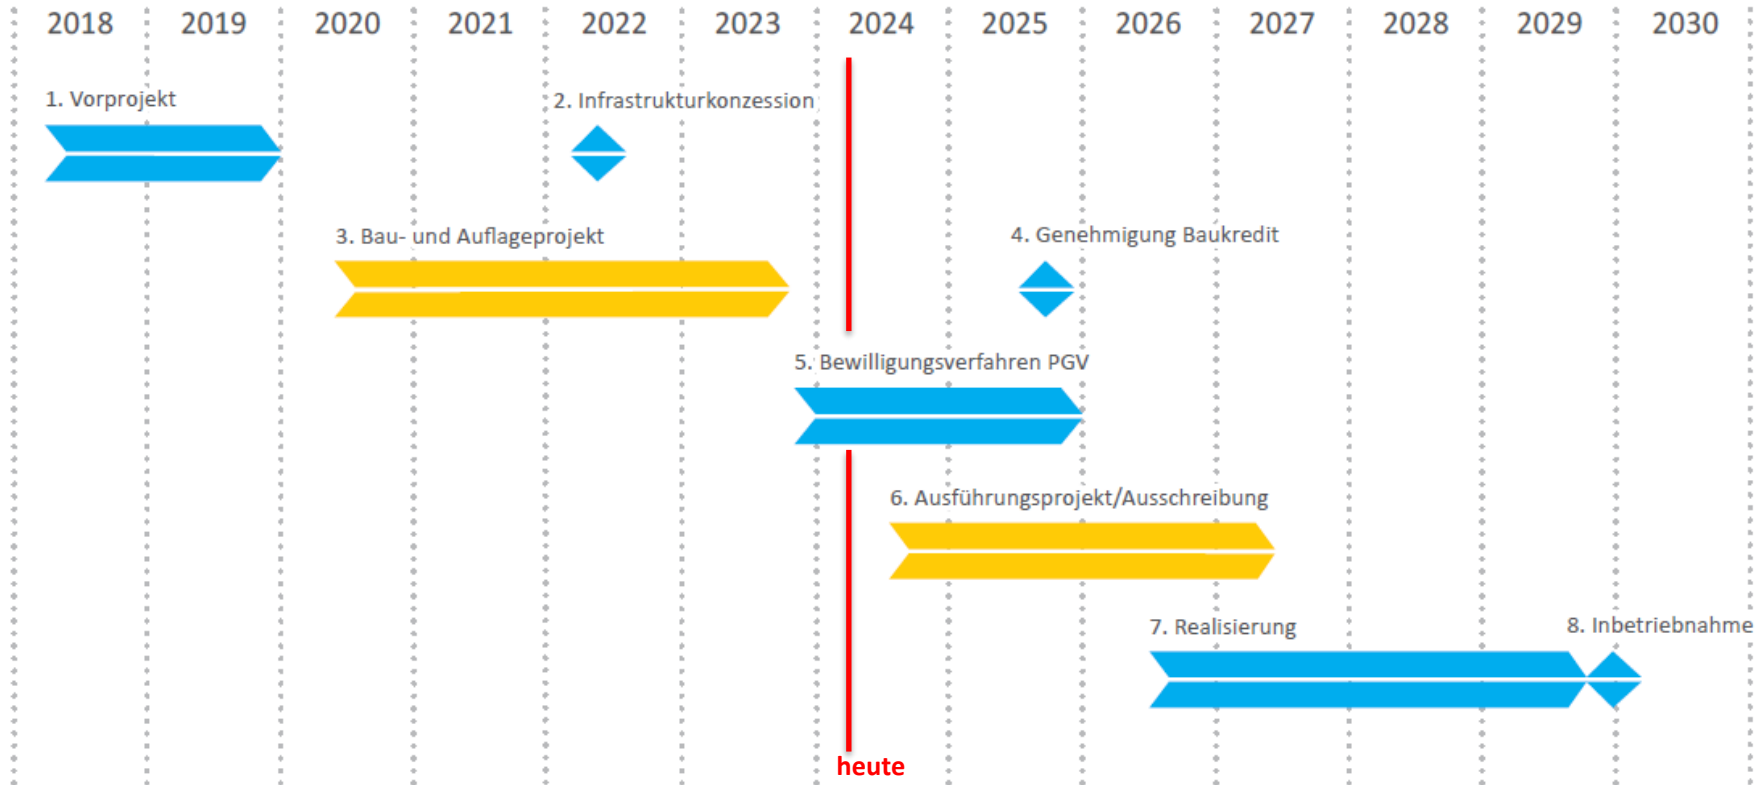 2018 2019 2020 2021 2022 2023 2024 2025 2026 2027 2028 2029 2030
1. Vorprojekt
2. Infrastrukturkonzession
3. Bau- und Auflageprojekt
4. Genehmigung Baukredit
5. Bewilligungsverfahren PGV
6. Ausführungsprojekt/Ausschreibung
7. Realisierung
8. Inbetriebnahme
heute